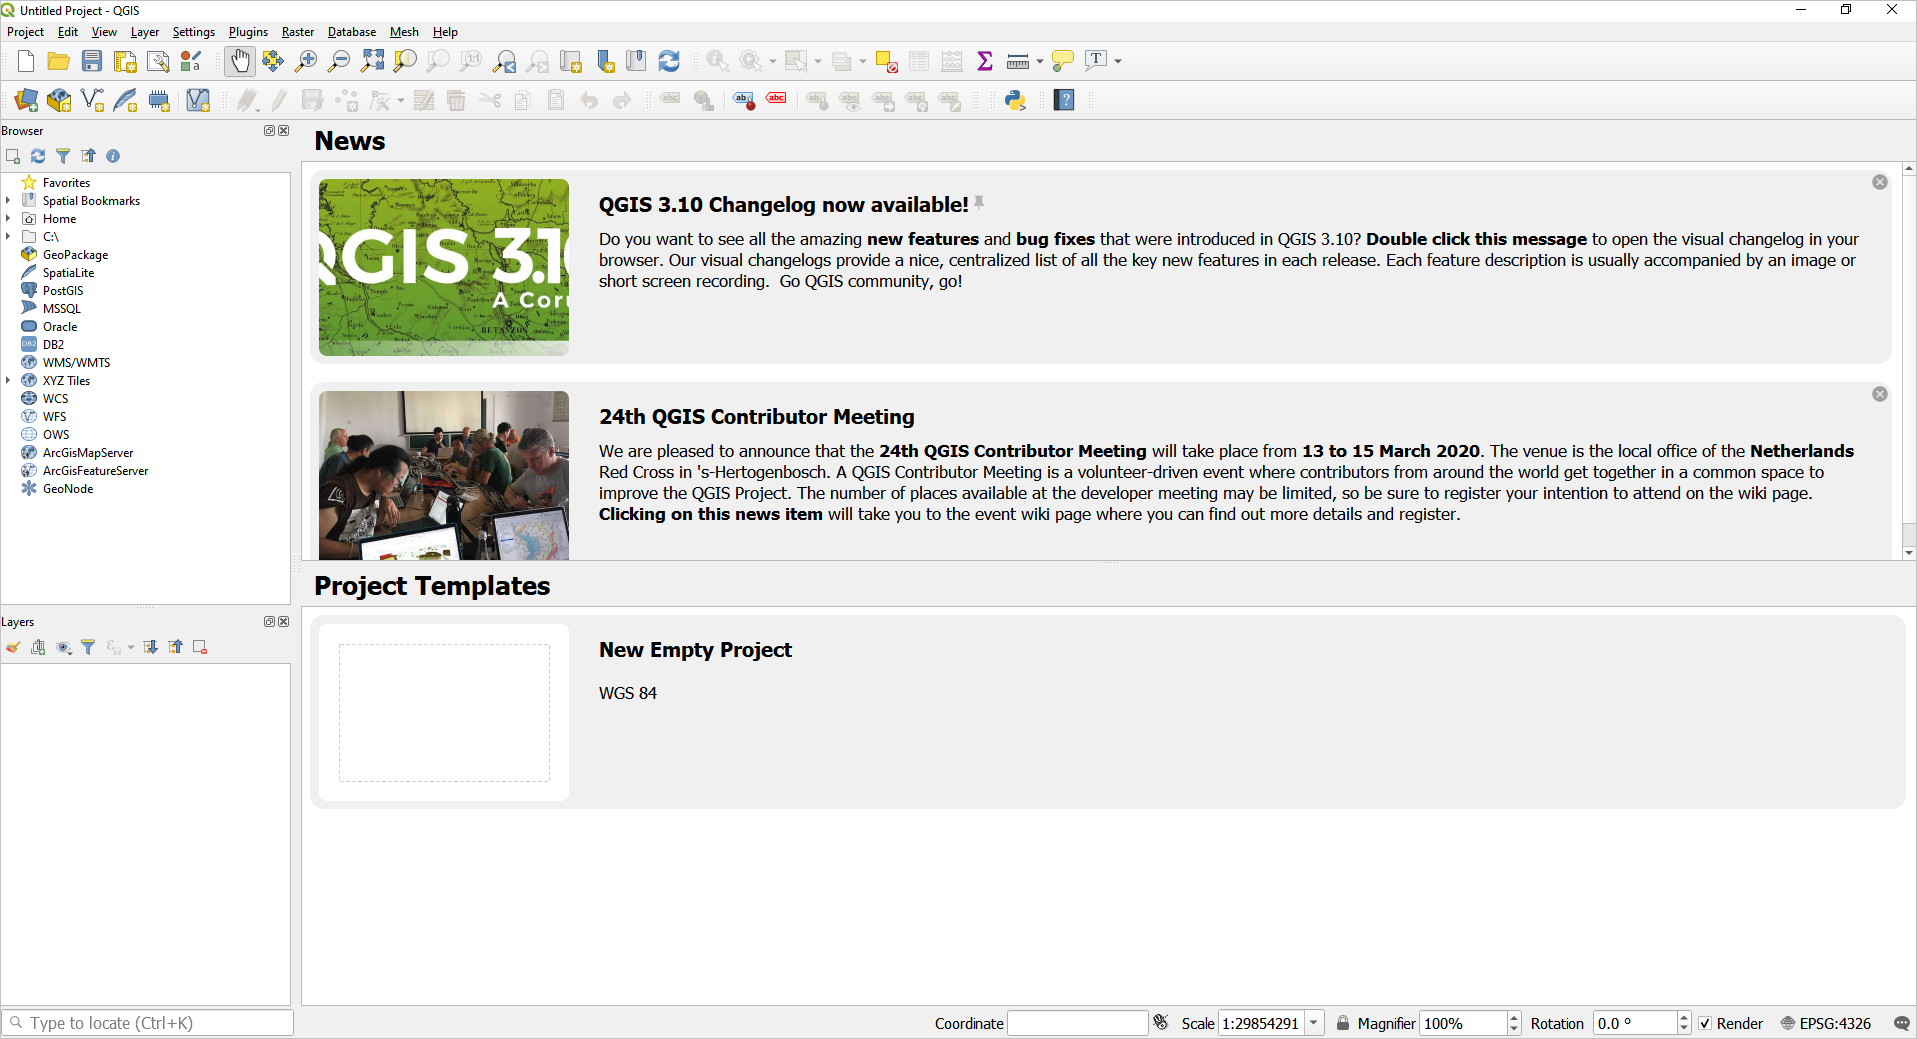 Untitled Project - QGIS
Project Edit View Layer Settings Plugins Raster Database Mesh Help
1:1
T
abc
ab
abc
?
Browser
Favorites
Spatial Bookmarks
Home
C:\
GeoPackage
SpatiaLite
PostGIS
MSSQL
Oracle
DB2 DB2
WMS/WMTS
XYZ Tiles
WCS
WFS
OWS
ArcGisMapServer
ArcGisFeatureServer
GeoNode
Layers
News
QGIS 3.10
A Coru
BETANZOS
QGIS 3.10 Changelog now available!
Do you want to see all the amazing new features and bug fixes that were introduced in QGIS 3.10? Double click this message to open the visual changelog in your
browser. Our visual changelogs provide a nice, centralized list of all the key new features in each release. Each feature description is usually accompanied by an image or
short screen recording.  Go QGIS community, go!
24th QGIS Contributor Meeting
We are pleased to announce that the 24th QGIS Contributor Meeting will take place from 13 to 15 March 2020. The venue is the local office of the Netherlands
Red Cross in 's-Hertogenbosch. A QGIS Contributor Meeting is a volunteer-driven event where contributors from around the world get together in a common space to
improve the QGIS Project. The number of places available at the developer meeting may be limited, so be sure to register your intention to attend on the wiki page.
Clicking on this news item will take you to the event wiki page where you can find out more details and register.
Project Templates
New Empty Project
WGS 84
Type to locate (Ctrl+K)
Coordinate Scale 1:29854291 Magnifier 100% Rotation 0.0 ° Render EPSG:4326